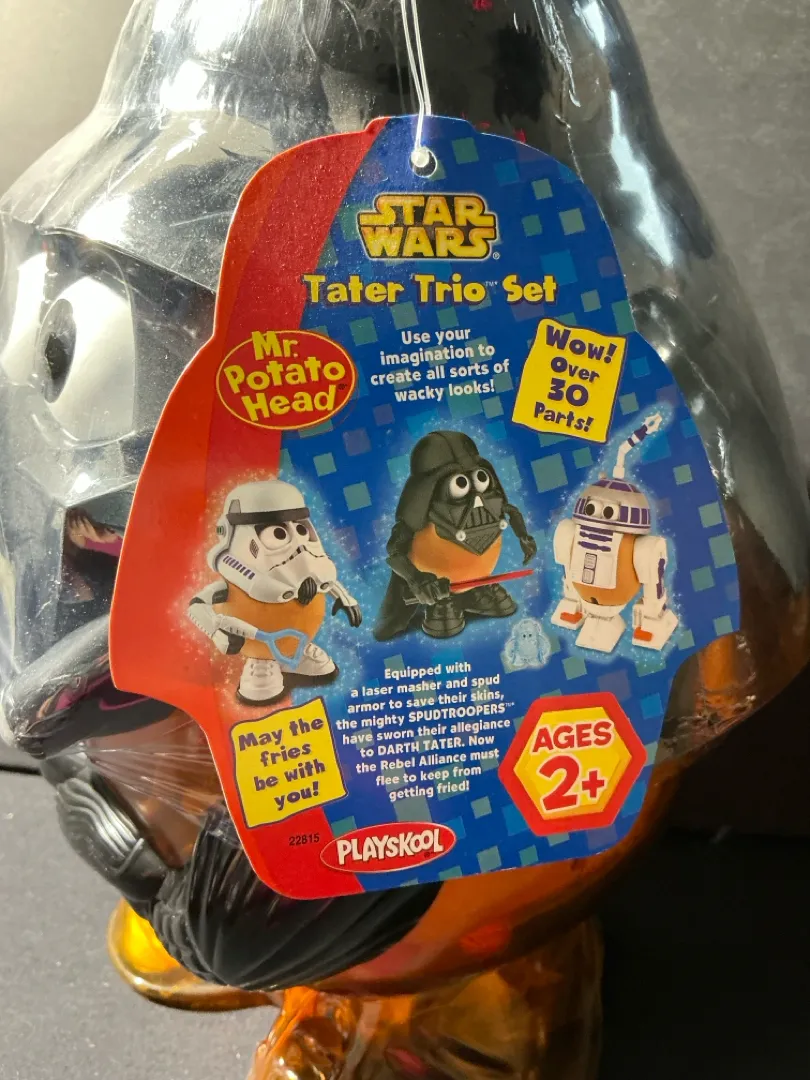 STAR
WARS®
Tater Trio™ Set
Mr.
Potato
Head®
Use your
imagination to
create all sorts of
wacky looks!
Wow!
Over
30
Parts!
Equipped with
a laser masher and spud
armor to save their skins,
the mighty SPUDTROOPERS™
have sworn their allegiance
to DARTH TATER. Now
the Rebel Alliance must
flee to keep from
getting fried!
May the
fries
be with
you!
AGES
2+
22815
PLAYSKOOL®